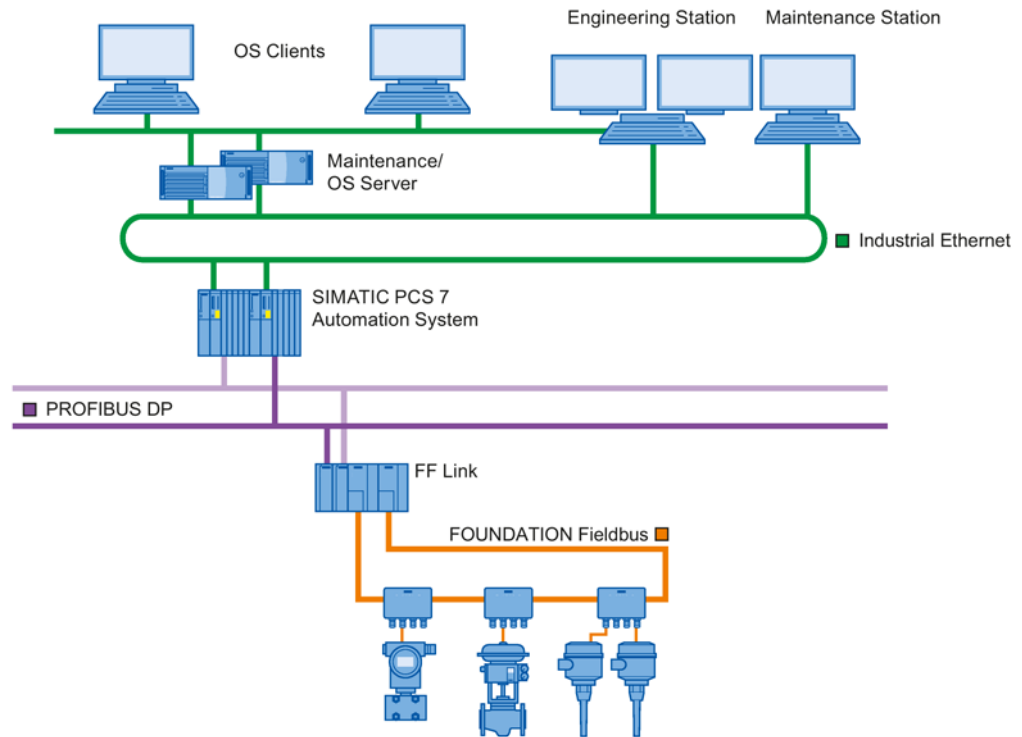 Engineering Station
Maintenance Station
OS Clients
Maintenance/
OS Server
Industrial Ethernet
SIMATIC PCS 7
Automation System
PROFIBUS DP
FF Link
FOUNDATION Fieldbus